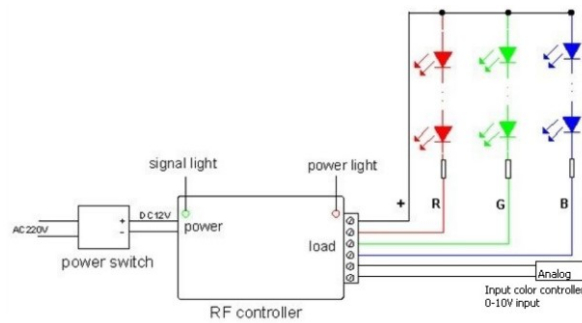 signal light
power light
+
R
G
B
AC220V
+
-
DC12V
power
load
power switch
RF controller
Analog
Input color controller
0-10V input